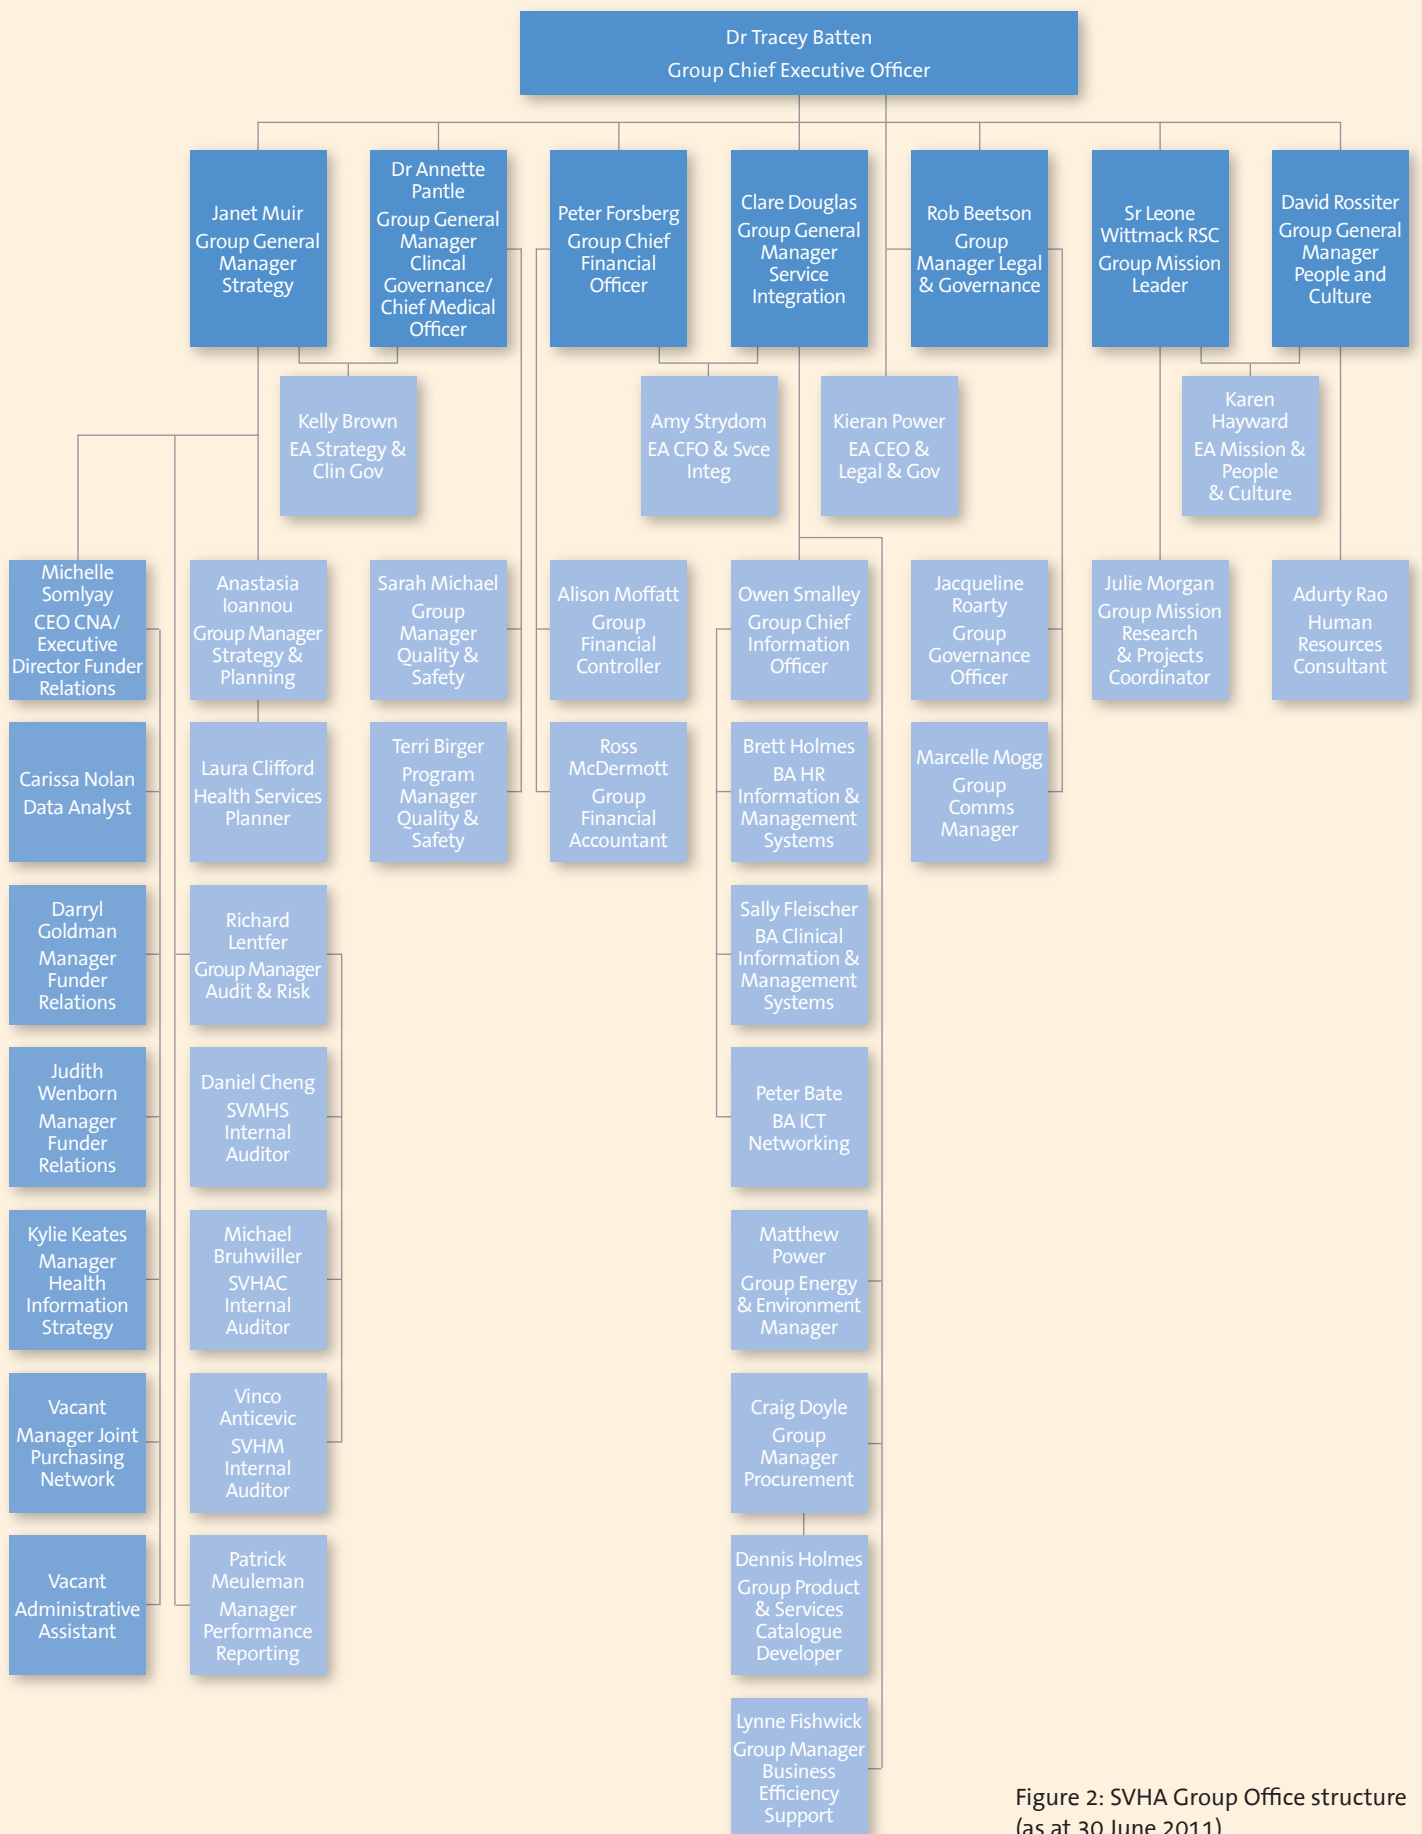 Dr Tracey Batten
Group Chief Executive Officer
Janet Muir
Group General
Manager
Strategy
Dr Annette
Pantle
Group General
Manager
Clincal
Governance/
Chief Medical
Officer
Peter Forsberg
Group Chief
Financial
Officer
Clare Douglas
Group General
Manager
Service
Integration
Rob Beetson
Group
Manager Legal
& Governance
Sr Leone
Wittmack RSC
Group Mission
Leader
David Rossiter
Group General
Manager
People and
Culture
Kelly Brown
EA Strategy &
Clin Gov
Amy Strydom
EA CFO & Svce
Integ
Kieran Power
EA CEO &
Legal & Gov
Karen
Hayward
EA Mission &
People
& Culture
Michelle
Somlyay
CEO CNA/
Executive
Director Funder
Relations
Anastasia
Ioannou
Group Manager
Strategy &
Planning
Sarah Michael
Group
Manager
Quality &
Safety
Alison Moffatt
Group
Financial
Controller
Owen Smalley
Group Chief
Information
Officer
Jacqueline
Roarty
Group
Governance
Officer
Julie Morgan
Group Mission
Research
& Projects
Coordinator
Adurty Rao
Human
Resources
Consultant
Carissa Nolan
Data Analyst
Laura Clifford
Health Services
Planner
Terri Birger
Program
Manager
Quality &
Safety
Ross
McDermott
Group
Financial
Accountant
Brett Holmes
BA HR
Information &
Management
Systems
Marcelle Mogg
Group
Comms
Manager
Darryl
Goldman
Manager
Funder
Relations
Richard
Lentfer
Group Manager
Audit & Risk
Sally Fleischer
BA Clinical
Information &
Management
Systems
Judith
Wenborn
Manager
Funder
Relations
Daniel Cheng
SVMHS
Internal
Auditor
Peter Bate
BA ICT
Networking
Kylie Keates
Manager
Health
Information
Strategy
Michael
Bruhwiller
SVHAC
Internal
Auditor
Matthew
Power
Group Energy
& Environment
Manager
Vacant
Manager Joint
Purchasing
Network
Vinco
Anticevic
SVHM
Internal
Auditor
Craig Doyle
Group
Manager
Procurement
Vacant
Administrative
Assistant
Patrick
Meuleman
Manager
Performance
Reporting
Dennis Holmes
Group Product
& Services
Catalogue
Developer
Lynne Fishwick
Group Manager
Business
Efficiency
Support
Figure 2: SVHA Group Office structure
(as at 30 June 2011)